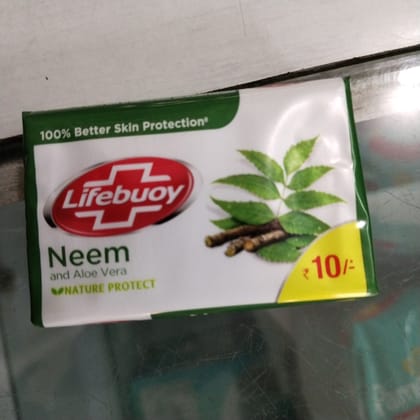 100% Better Skin Protection#
Lifebuoy
Neem
and Aloe Vera
NATURE PROTECT
₹10/-